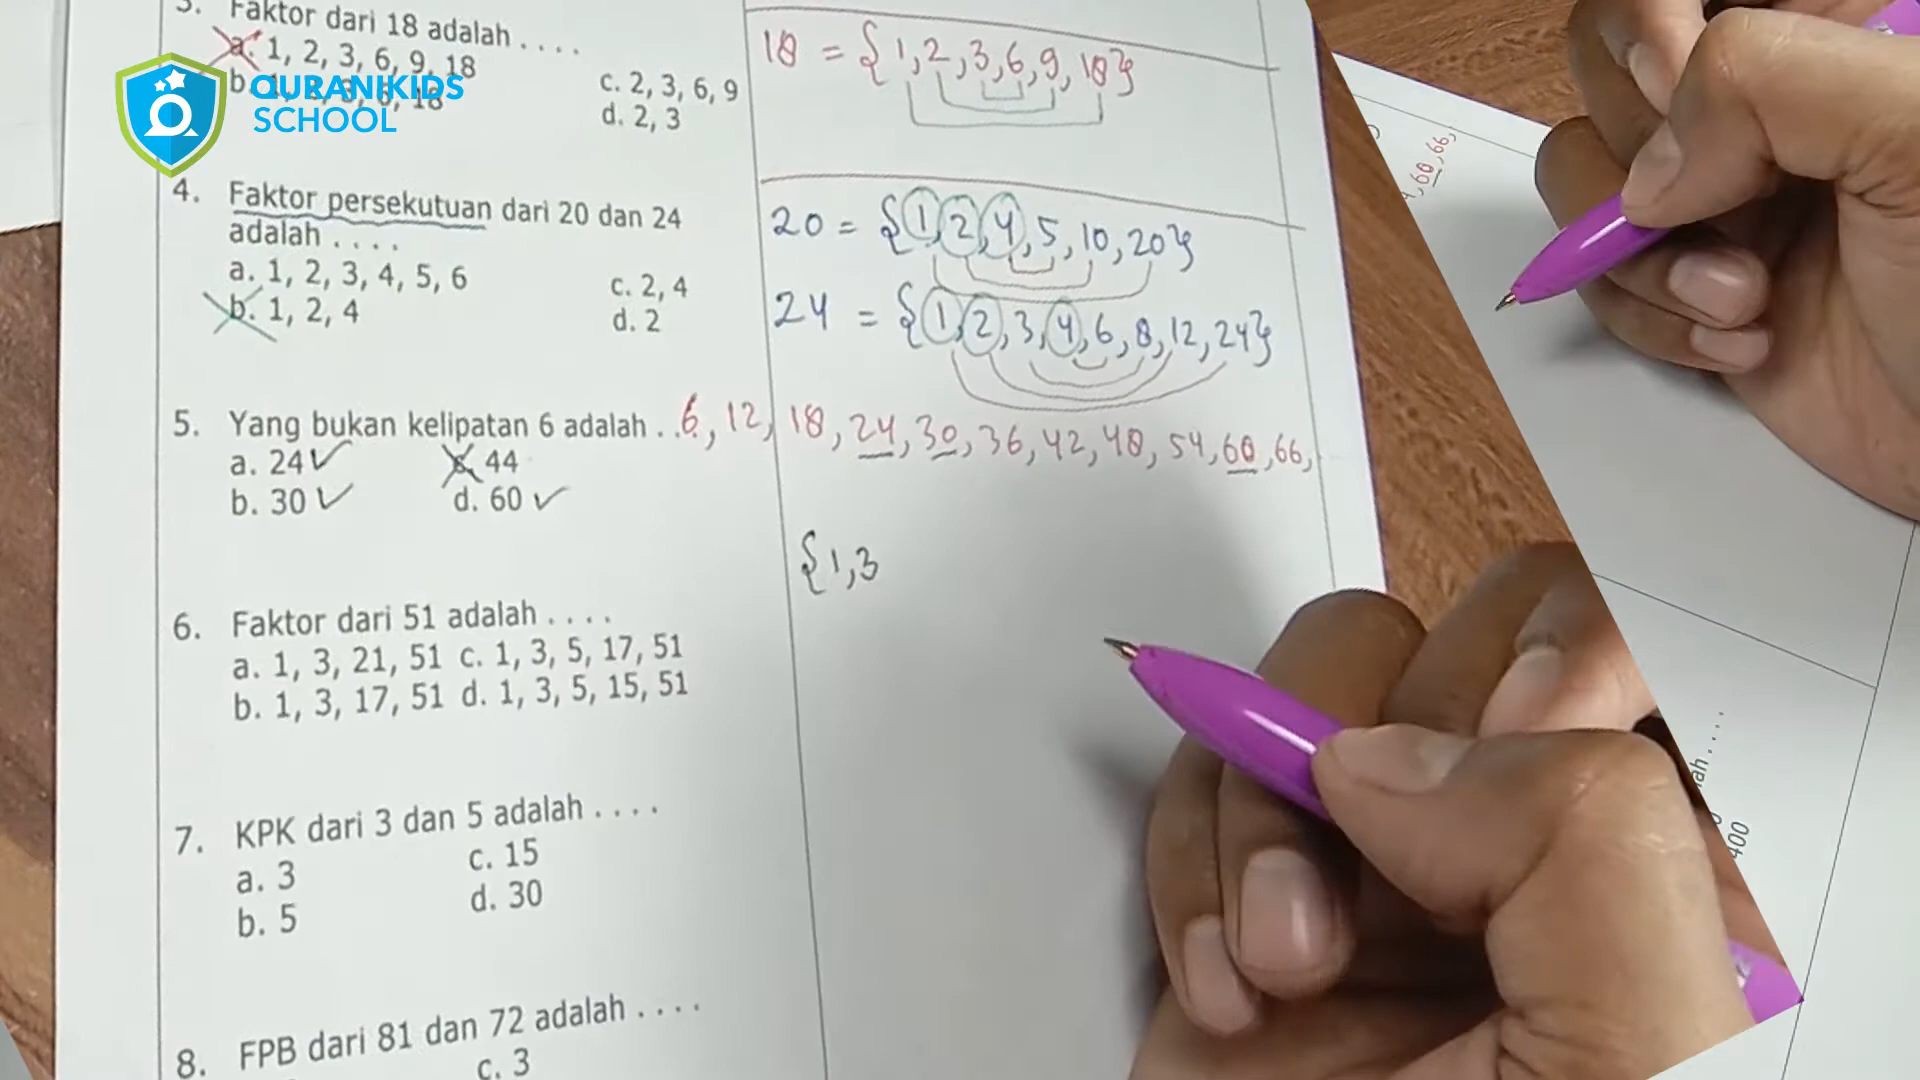 3. Faktor dari 18 adalah . . . .
a. 1, 2, 3, 6, 9, 18
c. 2, 3, 6, 9
d. 2, 3
18 = {1, 2, 3, 6, 9, 18}
QURANIKIDS
SCHOOL
4. Faktor persekutuan dari 20 dan 24
adalah . . . .
a. 1, 2, 3, 4, 5, 6
c. 2, 4
b. 1, 2, 4
d. 2
20 = {1, 2, 4, 5, 10, 20}
24 = {1, 2, 3, 4, 6, 8, 12, 24}
5. Yang bukan kelipatan 6 adalah . .
6, 12, 18, 24, 30, 36, 42, 48, 54, 60, 66,
a. 24
44
b. 30
d. 60
{1, 3
6. Faktor dari 51 adalah . . . .
a. 1, 3, 21, 51 c. 1, 3, 5, 17, 51
b. 1, 3, 17, 51 d. 1, 3, 5, 15, 51
7. KPK dari 3 dan 5 adalah . . . .
a. 3
c. 15
b. 5
d. 30
8. FPB dari 81 dan 72 adalah . . . .
c. 3
, 60, 66,
ah . . . .
400